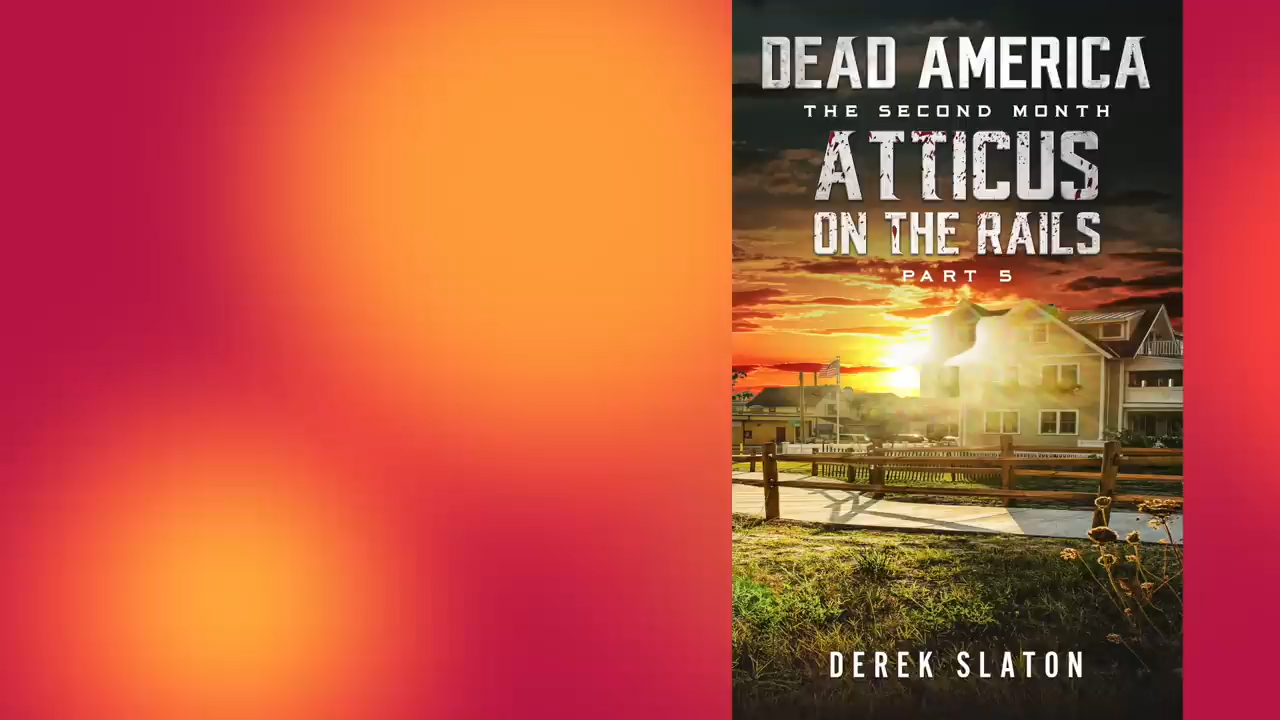 DEAD AMERICA
THE SECOND MONTH
ATTICUS
ON THE RAILS
PART 5
DEREK SLATON